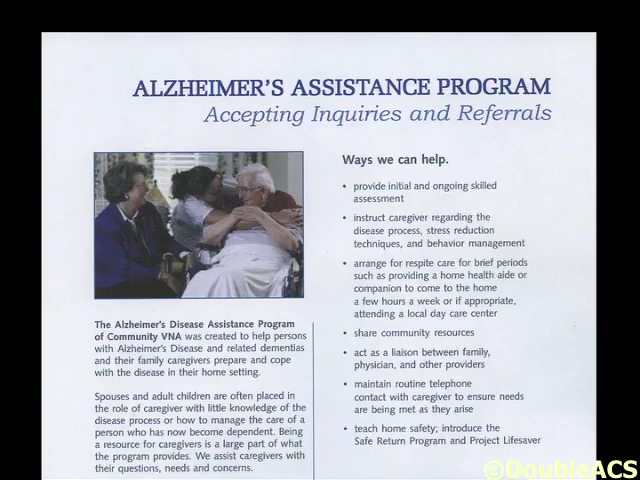 ALZHEIMER'S ASSISTANCE PROGRAM
Accepting Inquiries and Referrals
The Alzheimer's Disease Assistance Program
of Community VNA was created to help persons
with Alzheimer's Disease and related dementias
and their family caregivers prepare and cope
with the disease in their home setting.
Spouses and adult children are often placed in
the role of caregiver with little knowledge of the
disease process or how to manage the care of a
person who has now become dependent. Being
a resource for caregivers is a large part of what
the program provides. We assist caregivers with
their questions, needs and concerns.
Ways we can help.
• provide initial and ongoing skilled
assessment
• instruct caregiver regarding the
disease process, stress reduction
techniques, and behavior management
• arrange for respite care for brief periods
such as providing a home health aide or
companion to come to the home
a few hours a week or if appropriate,
attending a local day care center
• share community resources
• act as a liaison between family,
physician, and other providers
• maintain routine telephone
contact with caregiver to ensure needs
are being met as they arise
• teach home safety; introduce the
Safe Return Program and Project Lifesaver
©DoubleACS